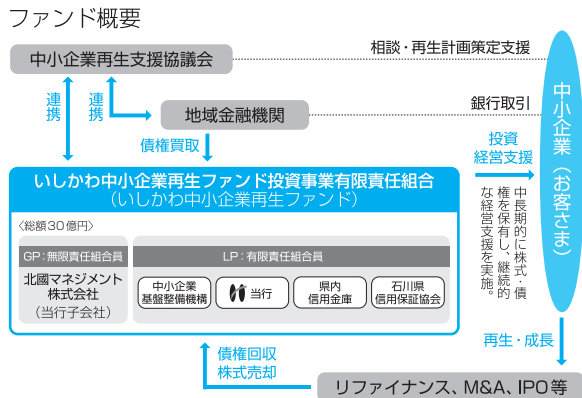 ファンド概要
中小企業再生支援協議会
相談・再生計画策定支援
連携
連携
地域金融機関
銀行取引
債権買取
投資
経営支援
中小企業（お客さま）
いしかわ中小企業再生ファンド投資事業有限責任組合
（いしかわ中小企業再生ファンド）
〈総額30億円〉
GP：無限責任組合員
北國マネジメント
株式会社
（当行子会社）
LP：有限責任組合員
中小企業
基盤整備機構
当行
県内
信用金庫
石川県
信用保証協会
中長期的に株式・債
権を保有し、継続的
な経営支援を実施。
再生・成長
債権回収
株式売却
リファイナンス、M&A、IPO等